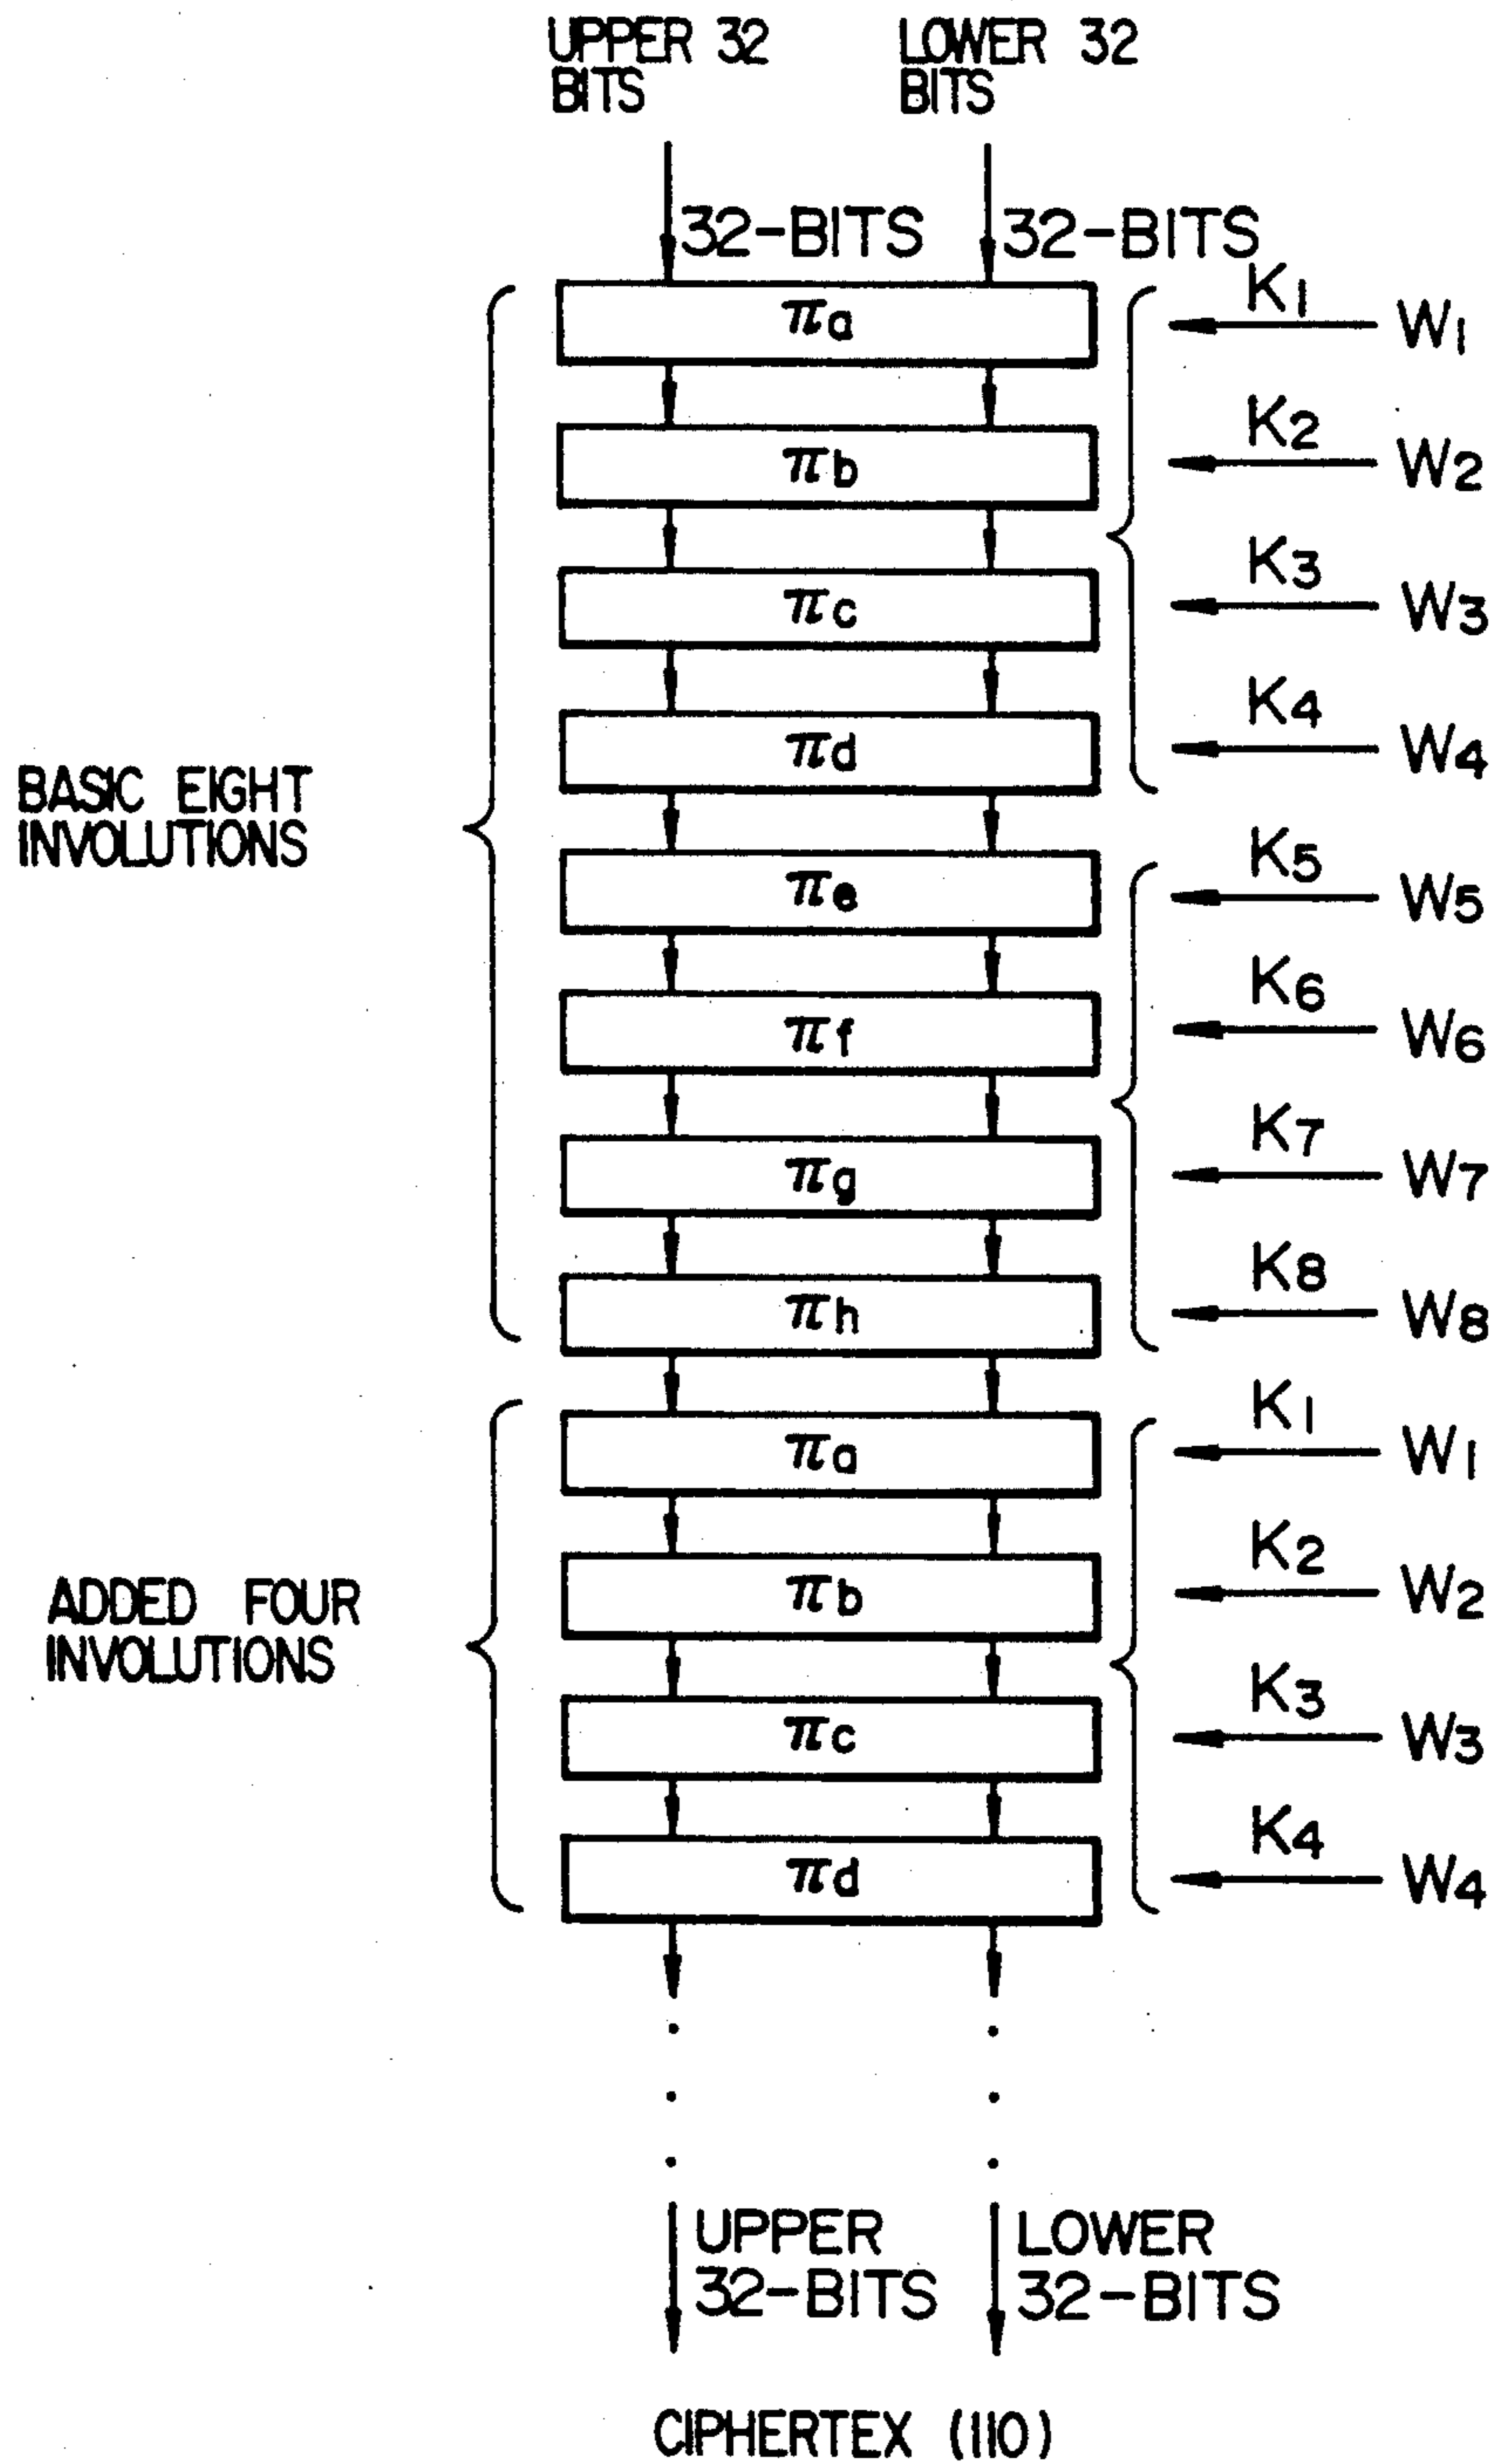 UPPER 32
BITS
LOWER 32
BITS
32-BITS
32-BITS
πa
K1
W1
πb
K2
W2
πc
K3
W3
πd
K4
W4
BASIC EIGHT
INVOLUTIONS
πe
K5
W5
πf
K6
W6
πg
K7
W7
πh
K8
W8
πa
K1
W1
πb
K2
W2
ADDED FOUR
INVOLUTIONS
πc
K3
W3
πd
K4
W4
UPPER
32-BITS
LOWER
32-BITS
CIPHERTEX (110)